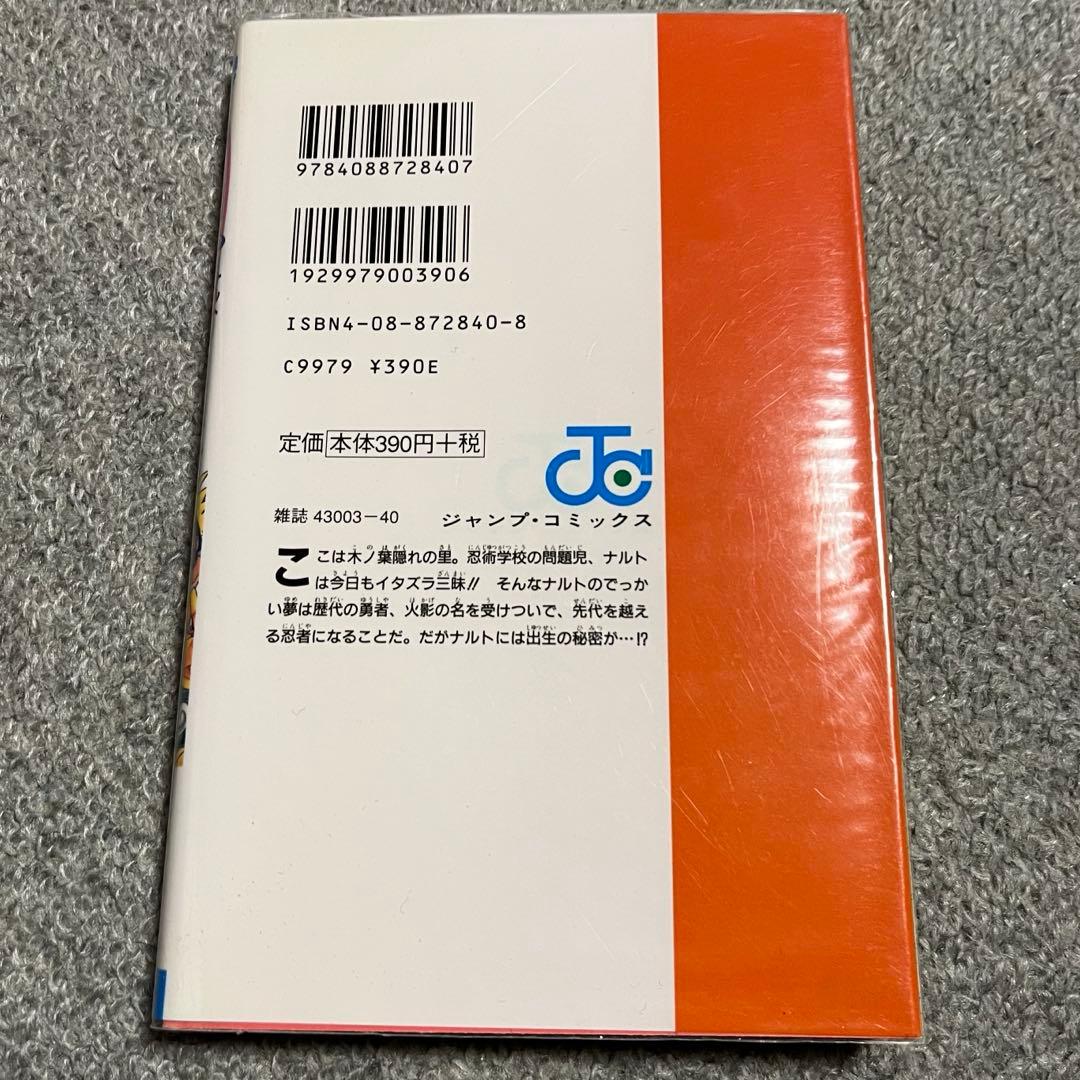 9784088728407
1929979003906
ISBN4-08-872840-8
C9979 ¥390E
定価 本体390円+税
雑誌 43003-40
ジャンプ・コミックス
ここは木ノ葉隠れの里。忍術学校の問題児、ナルト
は今日もイタズラ三昧!! そんなナルトのでっか
い夢は歴代の勇者、火影の名を受けついで、先代を越え
る忍者になることだ。だがナルトには出生の秘密が…!?